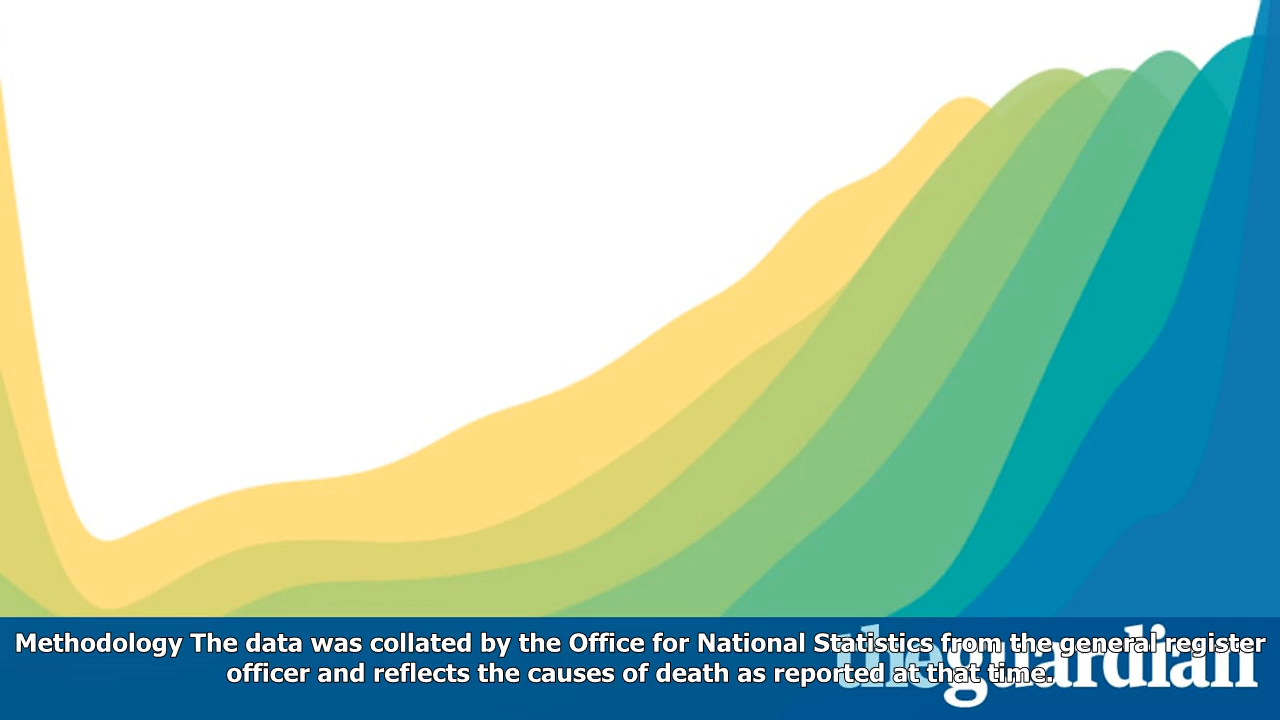 Methodology The data was collated by the Office for National Statistics from the general register
officer and reflects the causes of death as reported at that time.
theguardian